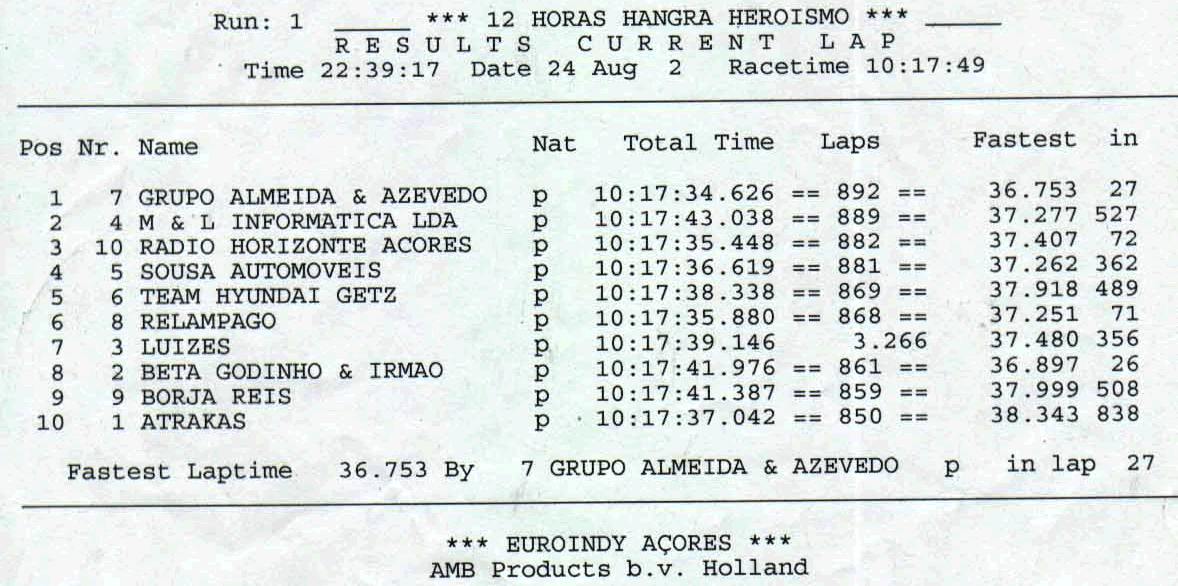 Run: 1 _____ *** 12 HORAS HANGRA HEROISMO *** _____
R E S U L T S C U R R E N T L A P
Time 22:39:17 Date 24 Aug 2 Racetime 10:17:49
Pos Nr. Name Nat Total Time Laps Fastest in
1 7 GRUPO ALMEIDA & AZEVEDO p 10:17:34.626 == 892 == 36.753 27
2 4 M & L INFORMATICA LDA p 10:17:43.038 == 889 == 37.277 527
3 10 RADIO HORIZONTE ACORES p 10:17:35.448 == 882 == 37.407 72
4 5 SOUSA AUTOMOVEIS p 10:17:36.619 == 881 == 37.262 362
5 6 TEAM HYUNDAI GETZ p 10:17:38.338 == 869 == 37.918 489
6 8 RELAMPAGO p 10:17:35.880 == 868 == 37.251 71
7 3 LUIZES p 10:17:39.146 3.266 37.480 356
8 2 BETA GODINHO & IRMAO p 10:17:41.976 == 861 == 36.897 26
9 9 BORJA REIS p 10:17:41.387 == 859 == 37.999 508
10 1 ATRAKAS p 10:17:37.042 == 850 == 38.343 838
Fastest Laptime 36.753 By 7 GRUPO ALMEIDA & AZEVEDO p in lap 27
*** EUROINDY AÇORES ***
AMB Products b.v. Holland